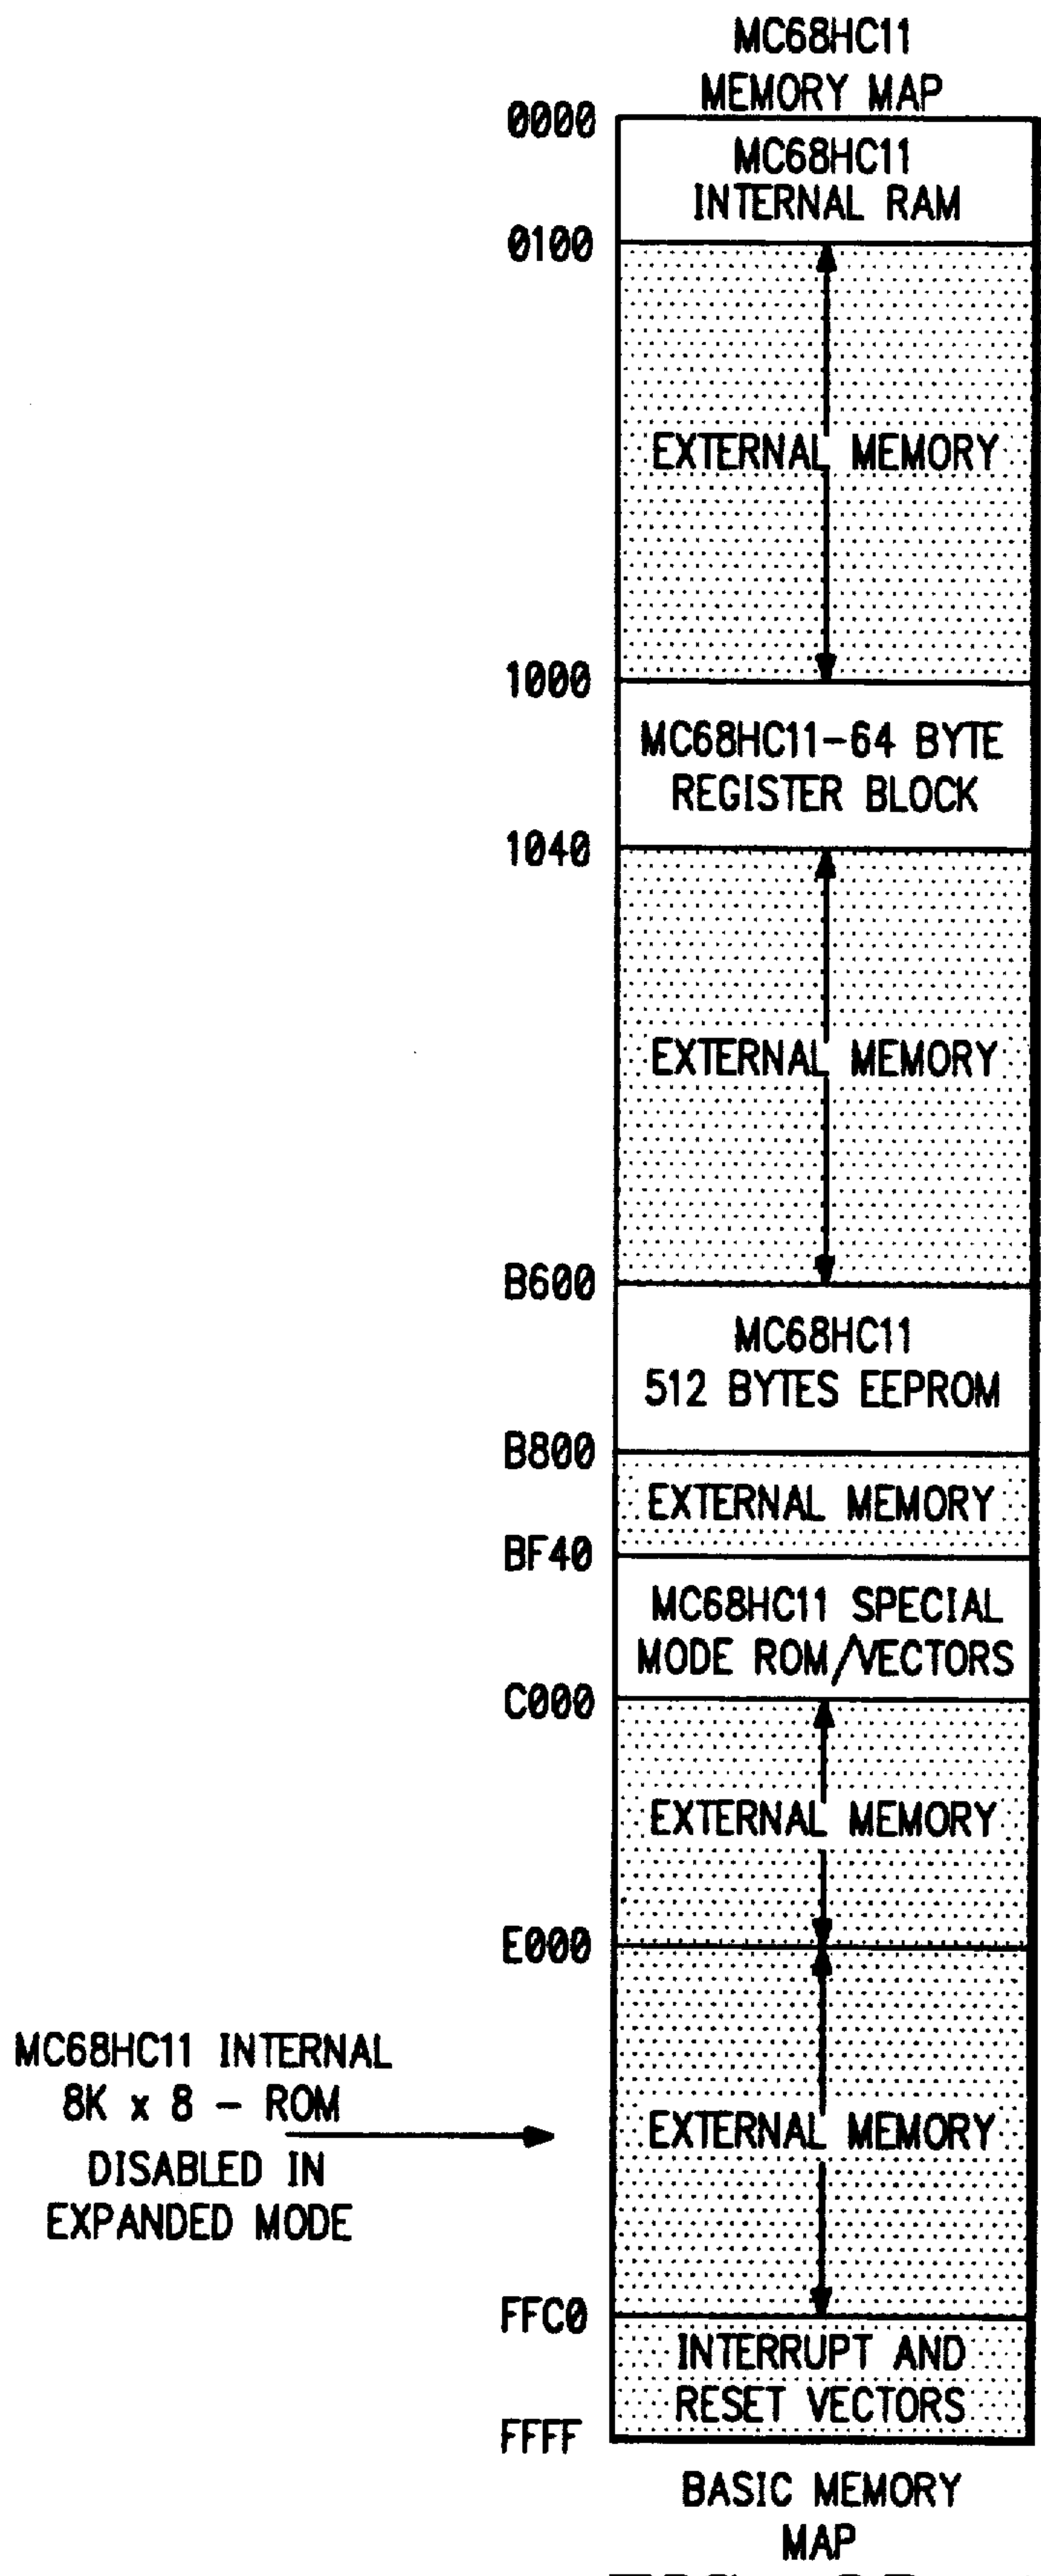 MC68HC11
MEMORY MAP
0000
MC68HC11
INTERNAL RAM
0100
EXTERNAL MEMORY
1000
MC68HC11-64 BYTE
REGISTER BLOCK
1040
EXTERNAL MEMORY
B600
MC68HC11
512 BYTES EEPROM
B800
EXTERNAL MEMORY
BF40
MC68HC11 SPECIAL
MODE ROM/VECTORS
C000
EXTERNAL MEMORY
E000
MC68HC11 INTERNAL
8K x 8 - ROM
DISABLED IN
EXPANDED MODE
EXTERNAL MEMORY
FFC0
INTERRUPT AND
RESET VECTORS
FFFF
BASIC MEMORY
MAP